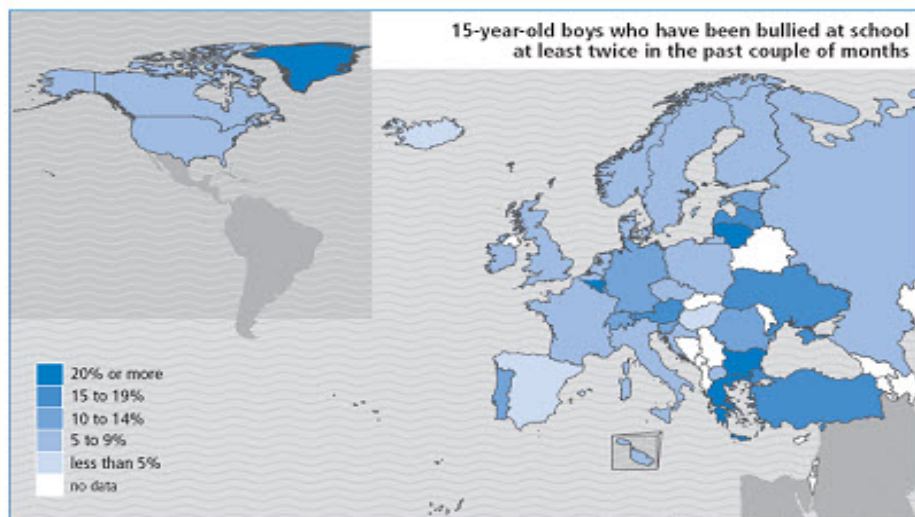 15-year-old boys who have been bullied at school
at least twice in the past couple of months
20% or more
15 to 19%
10 to 14%
5 to 9%
less than 5%
no data